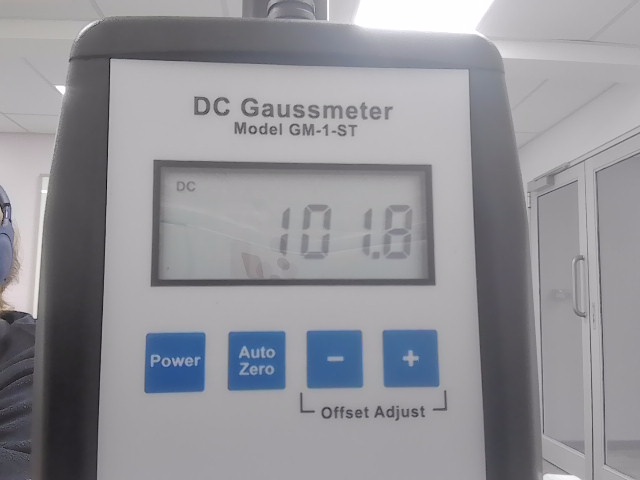 DC Gaussmeter
Model GM-1-ST
DC
101.8
Power
Auto
Zero
−
+
Offset Adjust